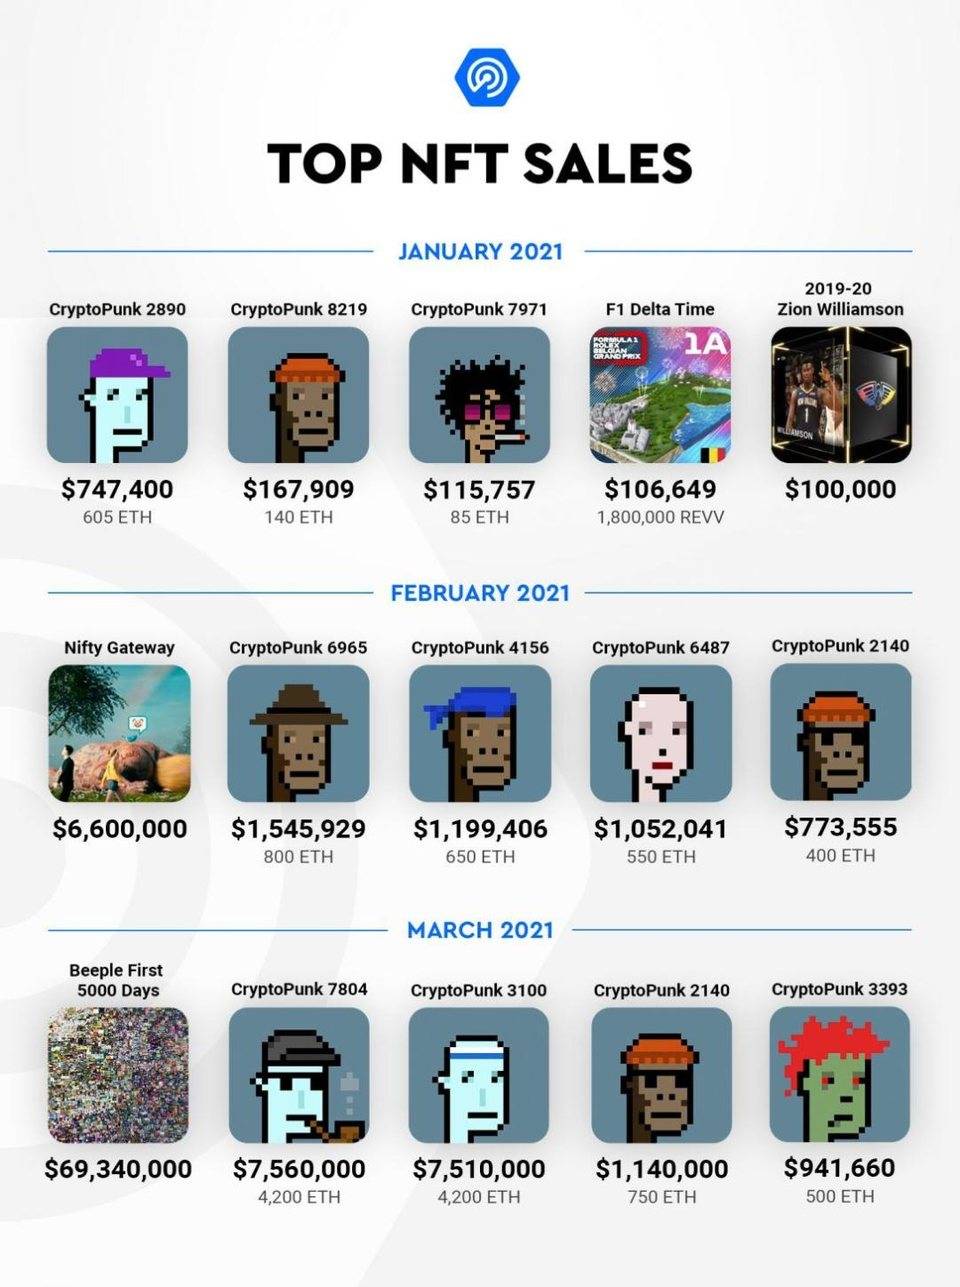 TOP NFT SALES
JANUARY 2021
CryptoPunk 2890
CryptoPunk 8219
CryptoPunk 7971
F1 Delta Time
2019-20
Zion Williamson
FORMULA 1
ROLEX
BELGIAN
GRAND PRIX
1A
NEW ORLEANS
1
WILLIAMSON
$747,400
$167,909
$115,757
$106,649
$100,000
605 ETH
140 ETH
85 ETH
1,800,000 REVV
FEBRUARY 2021
Nifty Gateway
CryptoPunk 6965
CryptoPunk 4156
CryptoPunk 6487
CryptoPunk 2140
$6,600,000
$1,545,929
$1,199,406
$1,052,041
$773,555
800 ETH
650 ETH
550 ETH
400 ETH
MARCH 2021
Beeple First
5000 Days
CryptoPunk 7804
CryptoPunk 3100
CryptoPunk 2140
CryptoPunk 3393
$69,340,000
$7,560,000
$7,510,000
$1,140,000
$941,660
4,200 ETH
4,200 ETH
750 ETH
500 ETH